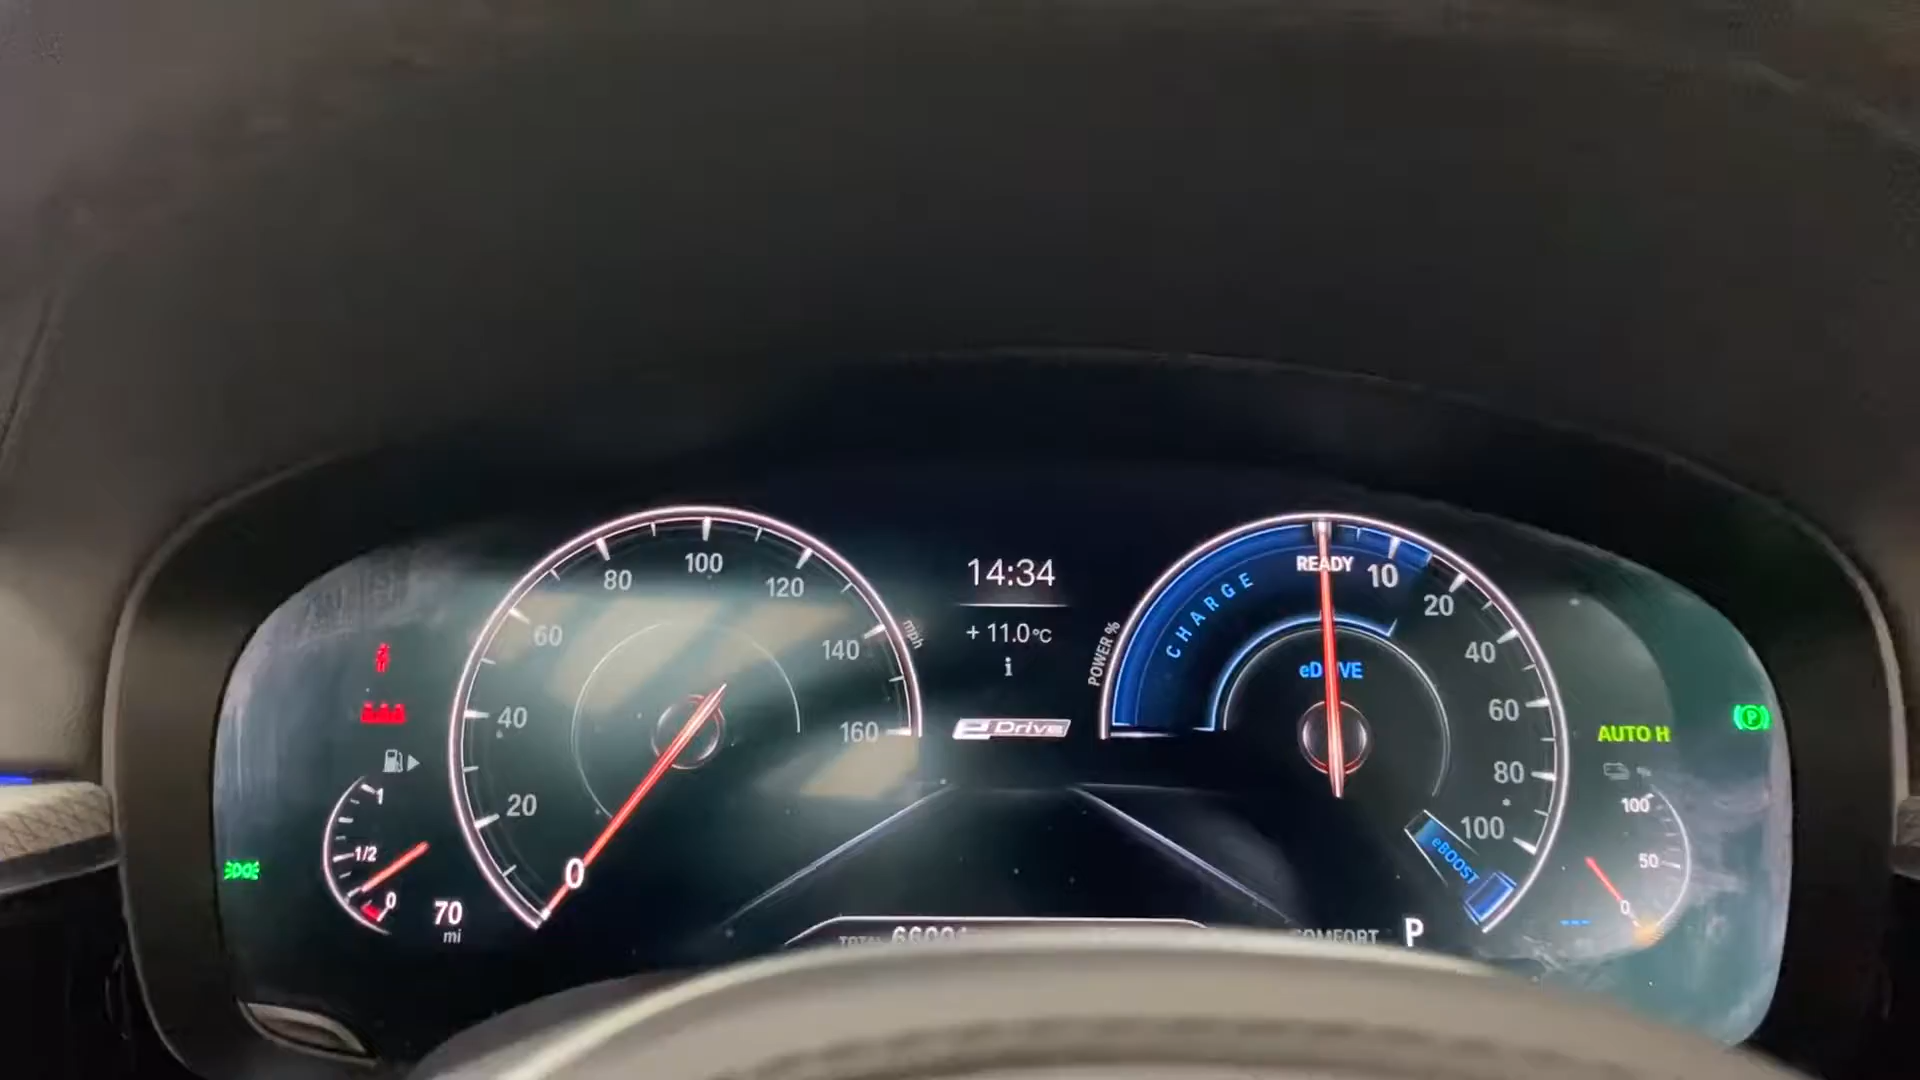 80
100
120
60
140
40
160
20
0
mph
1
1/2
0
70
mi
14:34
+ 11.0°C
i
eDrive
POWER %
CHARGE
READY
10
20
40
60
80
100
eDRIVE
eBOOST
AUTO H
P
%
100
50
0
---
TOTAL
COMFORT P